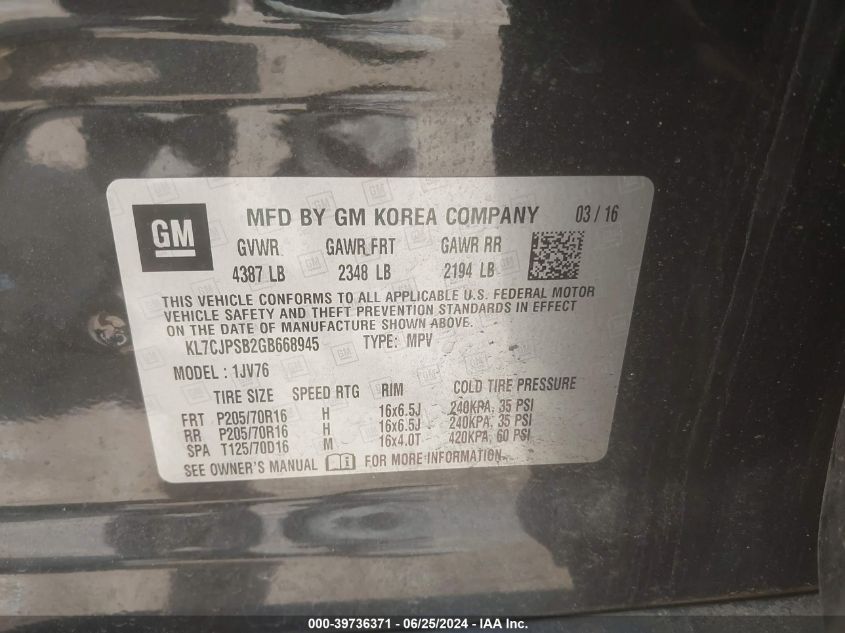 GM
MFD BY GM KOREA COMPANY 03 / 16
GVWR GAWR FRT GAWR RR
4387 LB 2348 LB 2194 LB
THIS VEHICLE CONFORMS TO ALL APPLICABLE U.S. FEDERAL MOTOR
VEHICLE SAFETY AND THEFT PREVENTION STANDARDS IN EFFECT
ON THE DATE OF MANUFACTURE SHOWN ABOVE.
KL7CJPSB2GB668945 TYPE: MPV
MODEL : 1JV76
TIRE SIZE SPEED RTG RIM COLD TIRE PRESSURE
FRT P205/70R16 H 16x6.5J 240KPA, 35 PSI
RR P205/70R16 H 16x6.5J 240KPA, 35 PSI
SPA T125/70D16 M 16x4.0T 420KPA, 60 PSI
SEE OWNER'S MANUAL FOR MORE INFORMATION.
000-39736371 - 06/25/2024 - IAA Inc.